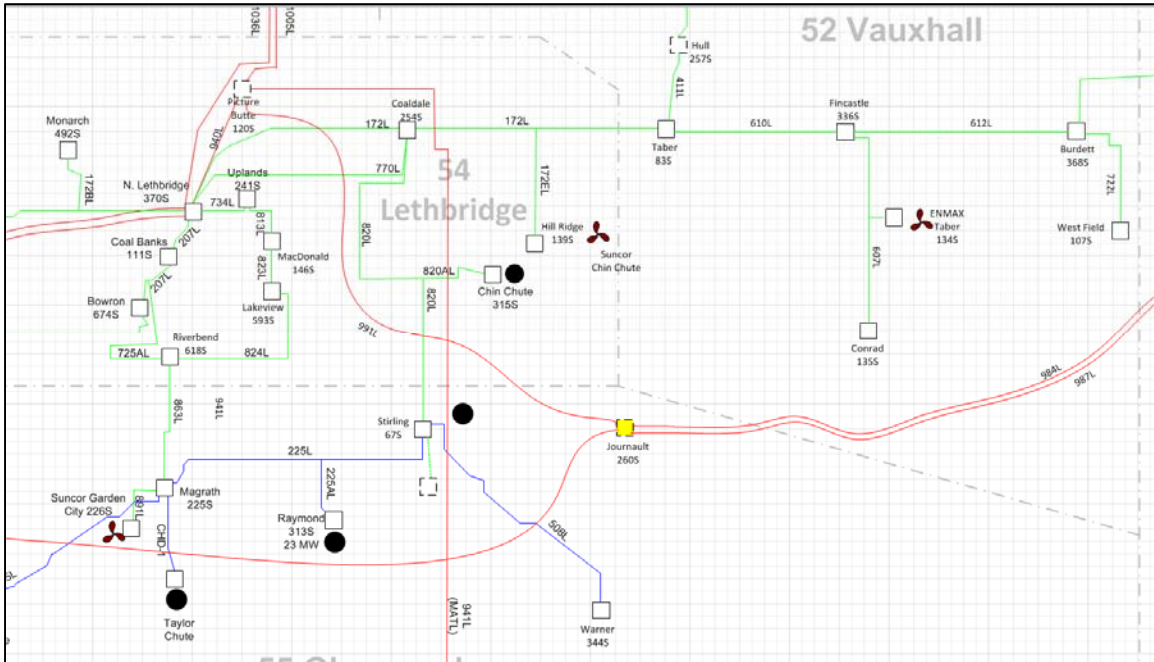 1036L
1005L
52 Vauxhall
Hull
257S
411L
Picture
Butte
120S
940L
Monarch
492S
172BL
Coaldale
254S
172L
172L
770L
Taber
83S
610L
Fincastle
336S
612L
Burdett
368S
722L
West Field
107S
N. Lethbridge
370S
Uplands
241S
734L
813L
54
Lethbridge
172EL
Hill Ridge
139S
Suncor
Chin Chute
ENMAX
Taber
134S
607L
Conrad
135S
207L
Coal Banks
111S
207L
MacDonald
146S
823L
Lakeview
593S
820L
820AL
820L
Chin Chute
315S
Bowron
674S
Riverbend
618S
725AL
824L
991L
984L
987L
863L
941L
Stirling
67S
Journault
260S
225L
225AL
Magrath
225S
Suncor Garden
City 226S
891L
CHD-1
Raymond
313S
23 MW
508L
Taylor
Chute
941L
(MATL)
Warner
344S